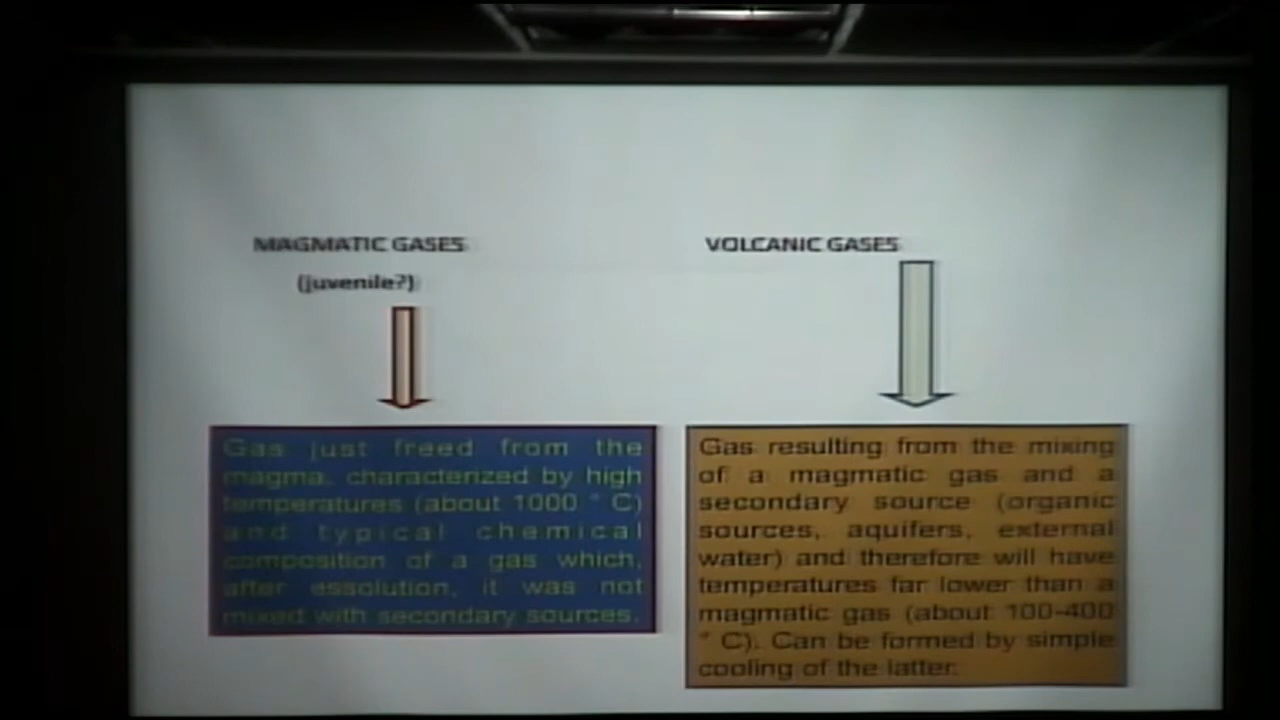 MAGMATIC GASES
(juvenile?)
Gas just freed from the
magma, characterized by high
temperatures (about 1000 ° C)
and typical chemical
composition of a gas which,
after essolution, it was not
mixed with secondary sources.
VOLCANIC GASES
Gas resulting from the mixing
of a magmatic gas and a
secondary source (organic
sources, aquifers, external
water) and therefore will have
temperatures far lower than a
magmatic gas (about 100-400
° C). Can be formed by simple
cooling of the latter.